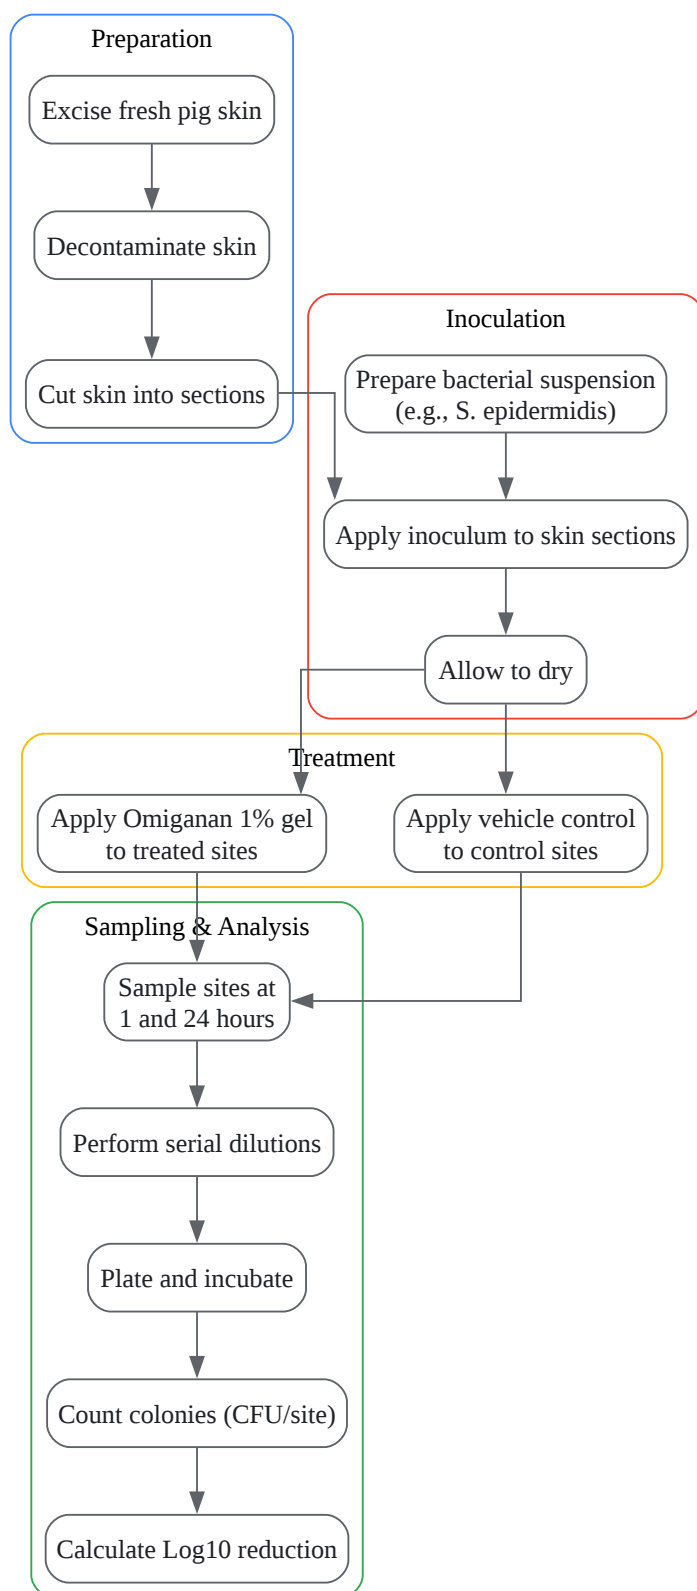 Preparation
Excise fresh pig skin
Decontaminate skin
Cut skin into sections
Inoculation
Prepare bacterial suspension
(e.g., S. epidermidis)
Apply inoculum to skin sections
Allow to dry
Treatment
Apply Omiganan 1% gel
to treated sites
Apply vehicle control
to control sites
Sampling & Analysis
Sample sites at
1 and 24 hours
Perform serial dilutions
Plate and incubate
Count colonies (CFU/site)
Calculate Log10 reduction